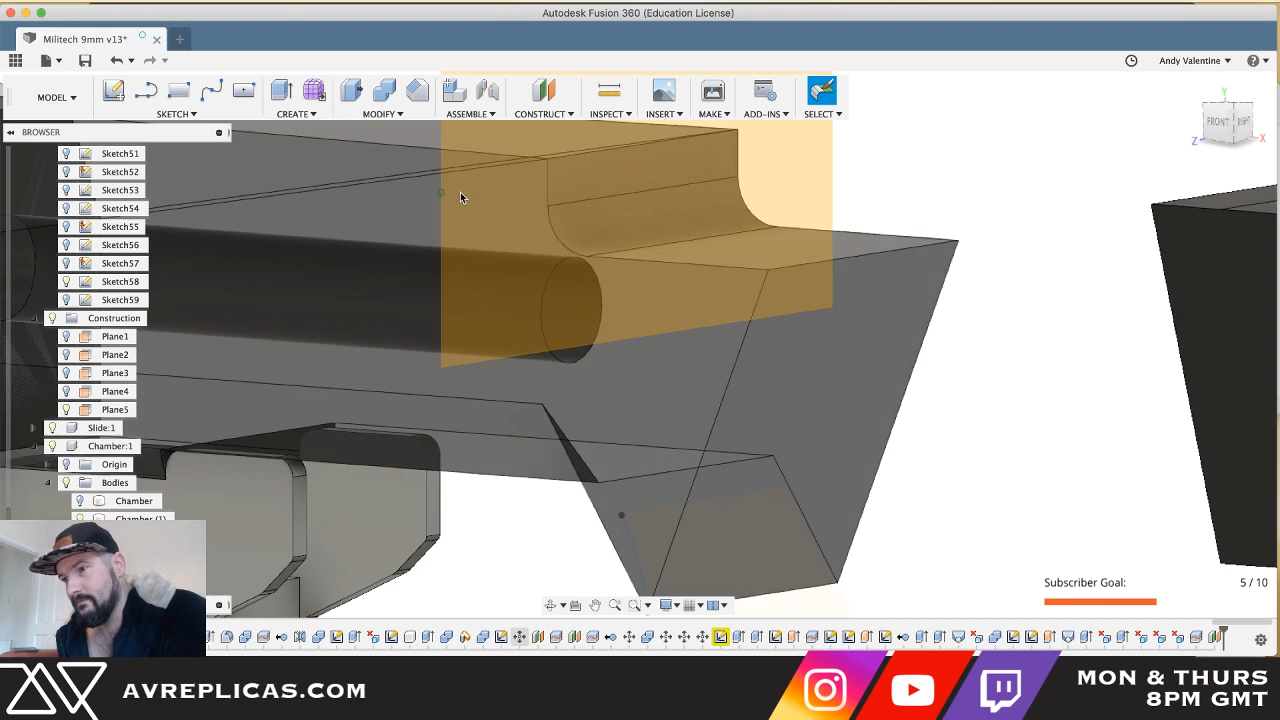 Autodesk Fusion 360 (Education License)
Militech 9mm v13*
Andy Valentine
MODEL
SKETCH
CREATE
MODIFY
ASSEMBLE
CONSTRUCT
INSPECT
INSERT
MAKE
ADD-INS
SELECT
BROWSER
Y
FRONT
RIGHT
Z
X
Sketch51
Sketch52
Sketch53
Sketch54
Sketch55
Sketch56
Sketch57
Sketch58
Sketch59
Construction
Plane1
Plane2
Plane3
Plane4
Plane5
Slide:1
Chamber:1
Origin
Bodies
Chamber
Chamber (1)
Subscriber Goal:
5 / 10
AVREPLICAS.COM
MON & THURS
8PM GMT